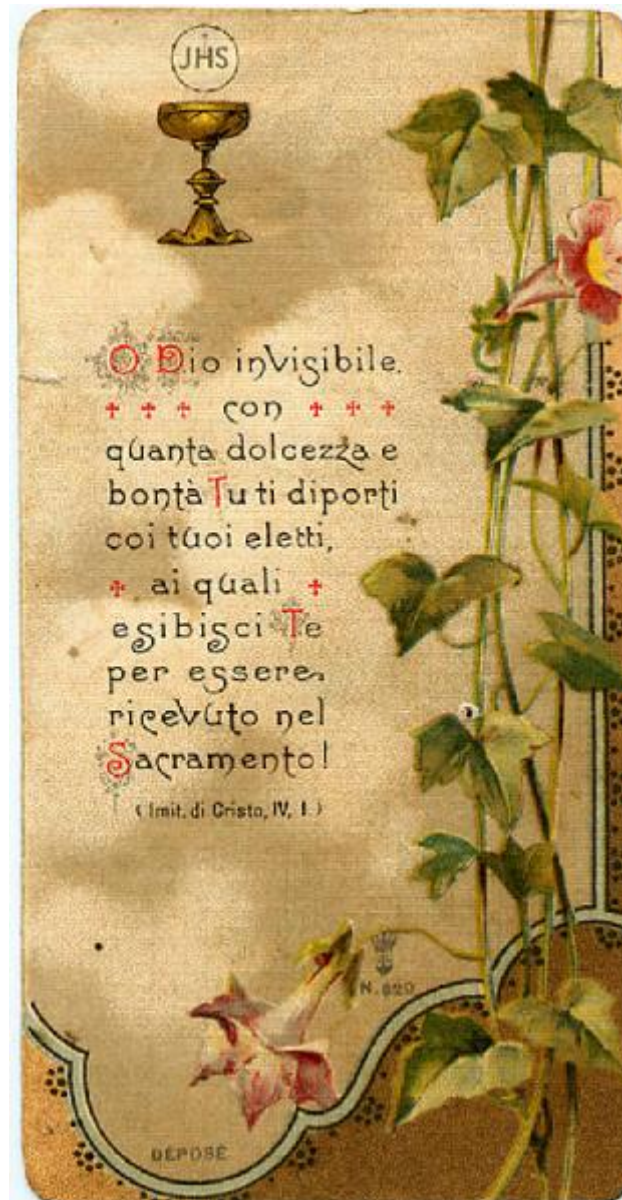 JHS
O Dio invisibile.
con
quanta dolcezza e
bontà Tu ti diporti
coi tuoi eletti,
ai quali
esibisci Te
per essere
ricevuto nel
Sacramento!
(Imit. di Cristo, IV, I.)
N. 820
DÉPOSÉ